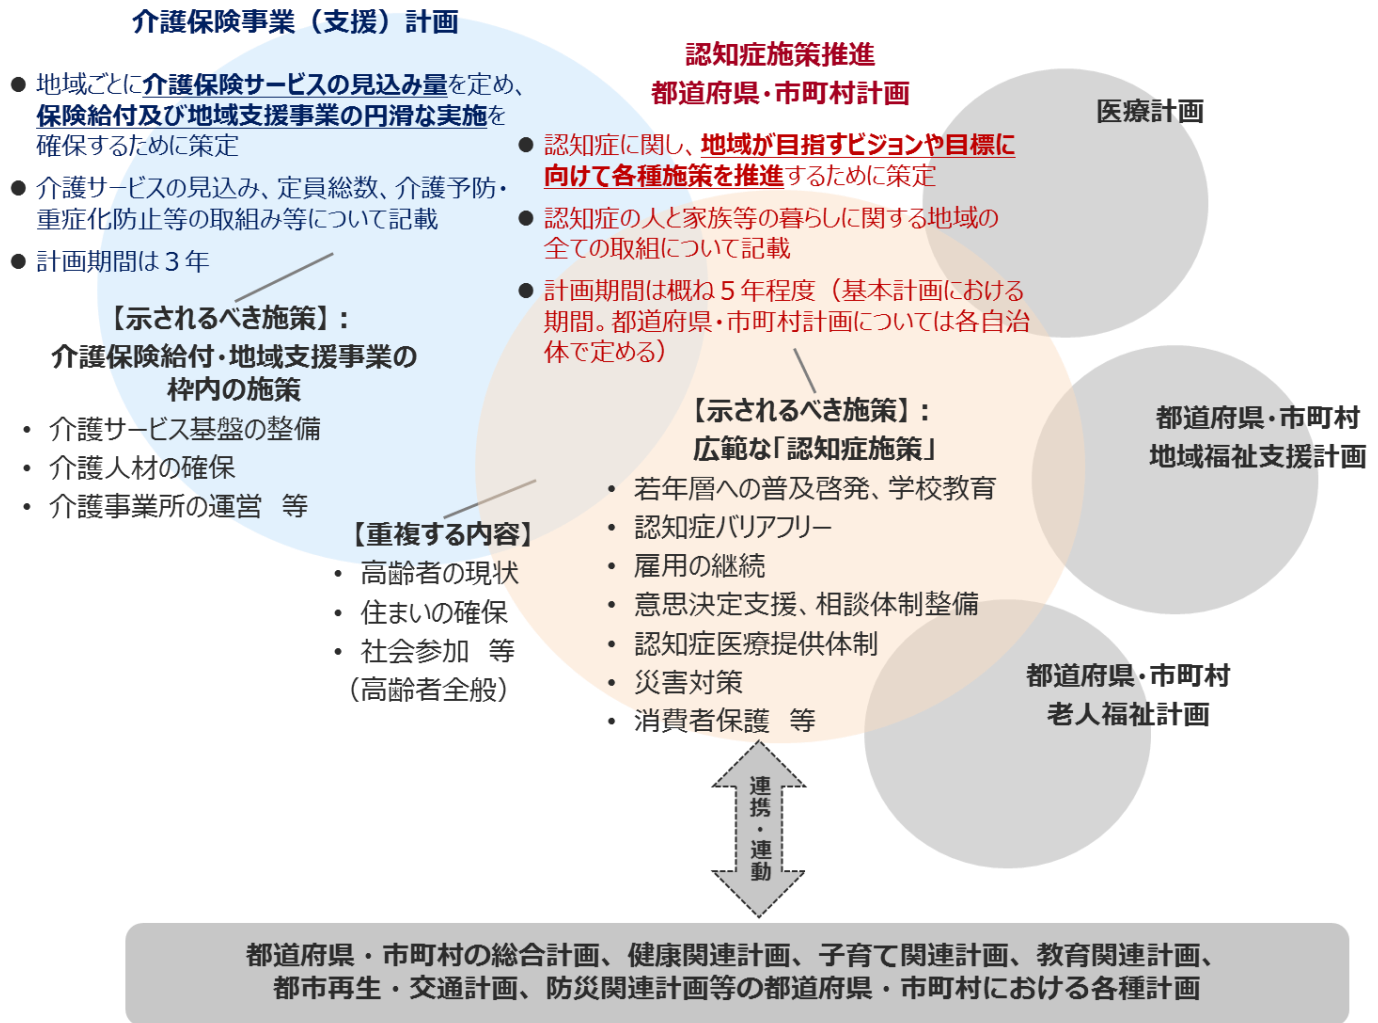 介護保険事業（支援）計画
● 地域ごとに介護保険サービスの見込み量を定め、
保険給付及び地域支援事業の円滑な実施を
確保するために策定
● 介護サービスの見込み、定員総数、介護予防・
重症化防止等の取組み等について記載
● 計画期間は３年
【示されるべき施策】：
介護保険給付・地域支援事業の
枠内の施策
• 介護サービス基盤の整備
• 介護人材の確保
• 介護事業所の運営 等
【重複する内容】
• 高齢者の現状
• 住まいの確保
• 社会参加 等
（高齢者全般）
認知症施策推進
都道府県・市町村計画
● 認知症に関し、地域が目指すビジョンや目標に
向けて各種施策を推進するために策定
● 認知症の人と家族等の暮らしに関する地域の
全ての取組について記載
● 計画期間は概ね５年程度（基本計画における
期間。都道府県・市町村計画については各自治
体で定める）
【示されるべき施策】：
広範な「認知症施策」
• 若年層への普及啓発、学校教育
• 認知症バリアフリー
• 雇用の継続
• 意思決定支援、相談体制整備
• 認知症医療提供体制
• 災害対策
• 消費者保護 等
医療計画
都道府県・市町村
地域福祉支援計画
都道府県・市町村
老人福祉計画
連携・連動
都道府県・市町村の総合計画、健康関連計画、子育て関連計画、教育関連計画、
都市再生・交通計画、防災関連計画等の都道府県・市町村における各種計画